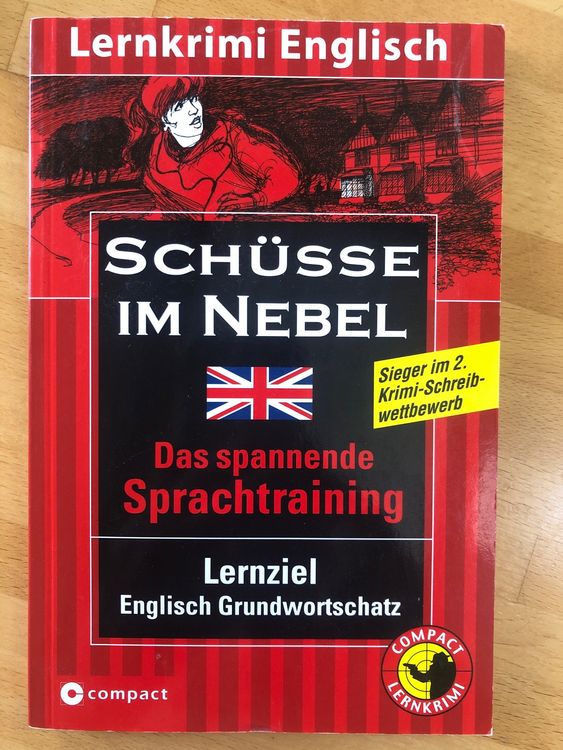 Lernkrimi Englisch
SCHÜSSE
IM NEBEL
Sieger im 2.
Krimi-Schreib-
wettbewerb
Das spannende
Sprachtraining
Lernziel
Englisch Grundwortschatz
COMPACT
LERNKRIMI
compact